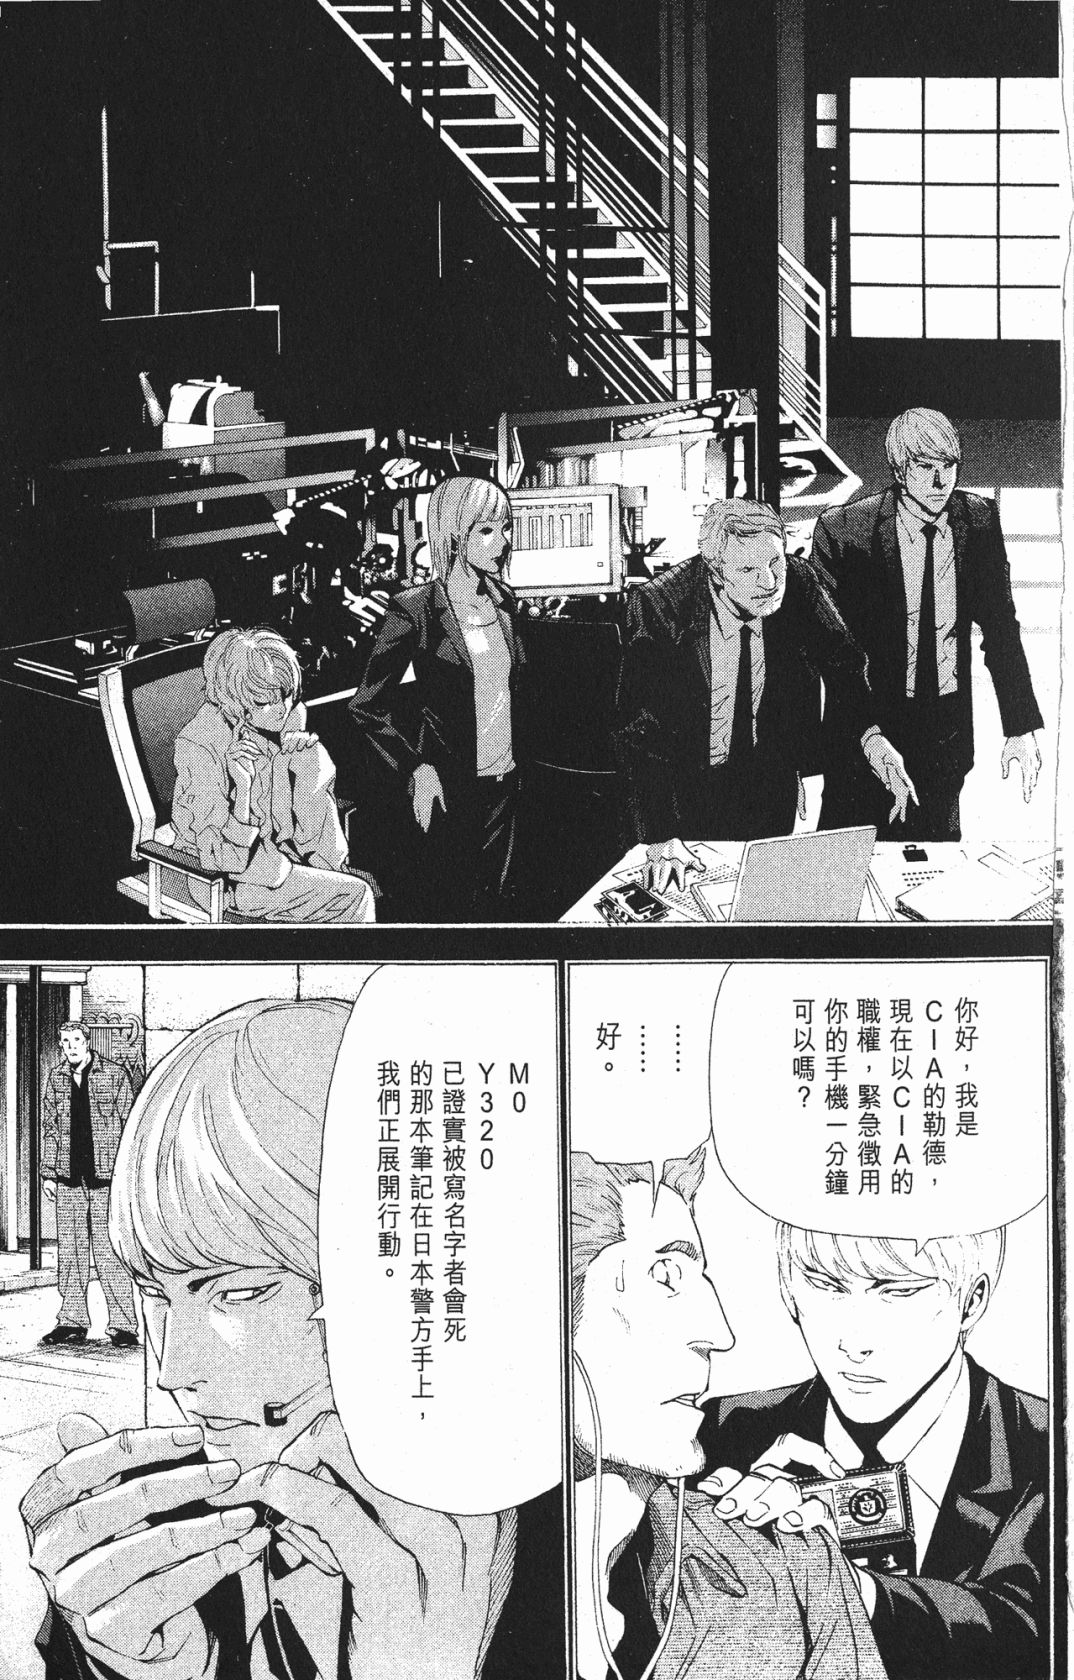 你好，我是
CIA的勒德，
現在以CIA的
職權，緊急徵用
你的手機一分鐘
可以嗎？
……
……
好。
M0
Y320
已證實被寫名字者會死
的那本筆記在日本警方手上，
我們正展開行動。